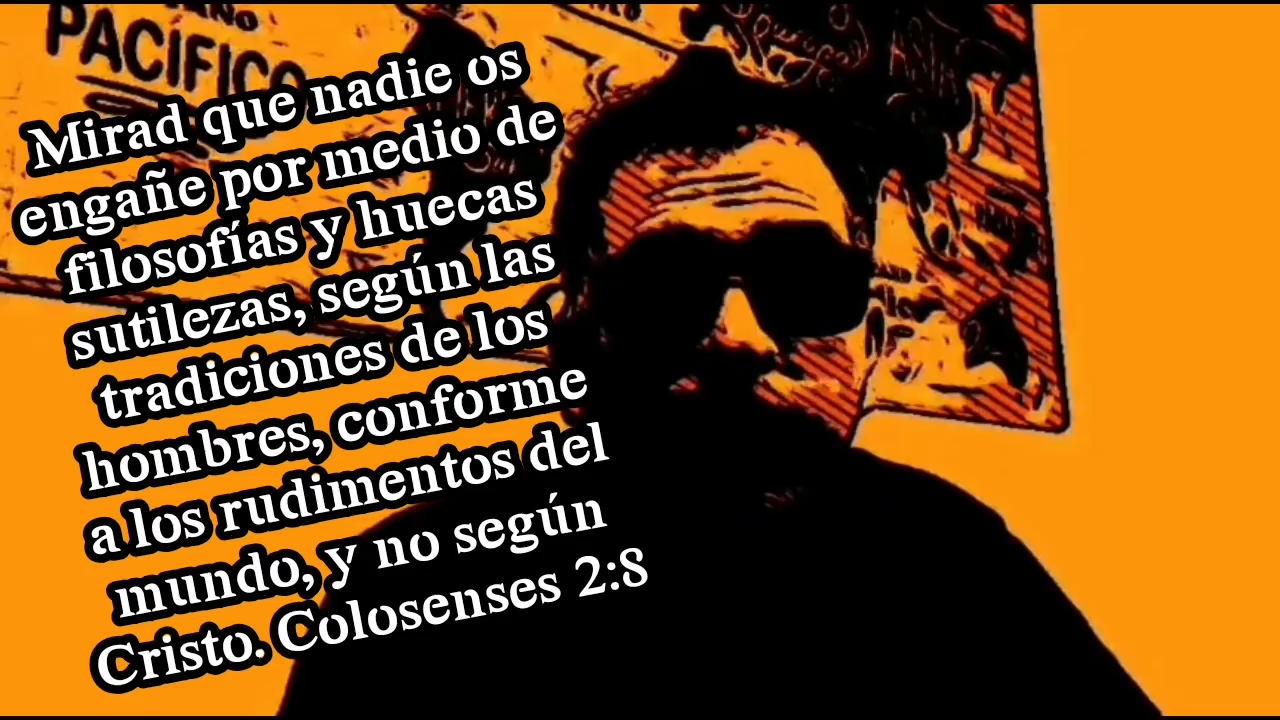 PACIFICO
Mirad que nadie os
engañe por medio de
filosofías y huecas
sutilezas, según las
tradiciones de los
hombres, conforme
a los rudimentos del
mundo, y no según
Cristo. Colosenses 2:8